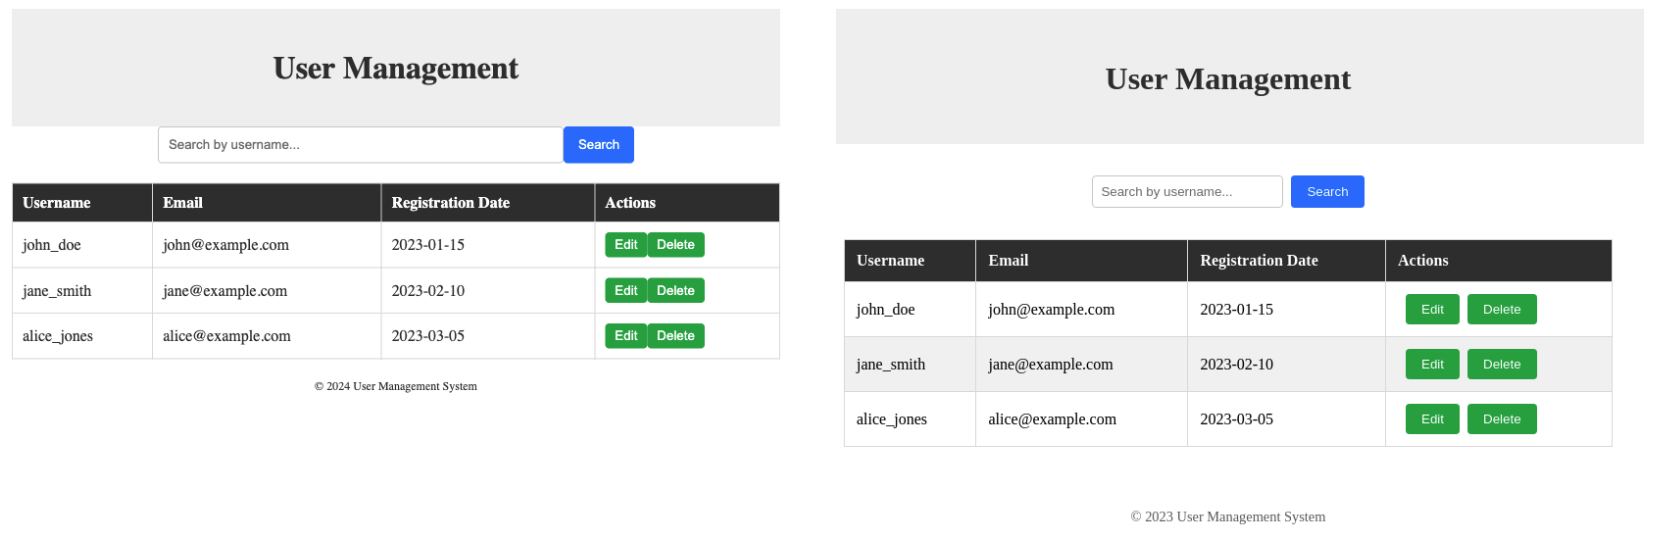 User Management
Search by username... Search
Username Email Registration Date Actions
john_doe john@example.com 2023-01-15 Edit Delete
jane_smith jane@example.com 2023-02-10 Edit Delete
alice_jones alice@example.com 2023-03-05 Edit Delete
© 2024 User Management System
User Management
Search by username... Search
Username Email Registration Date Actions
john_doe john@example.com 2023-01-15 Edit Delete
jane_smith jane@example.com 2023-02-10 Edit Delete
alice_jones alice@example.com 2023-03-05 Edit Delete
© 2023 User Management System